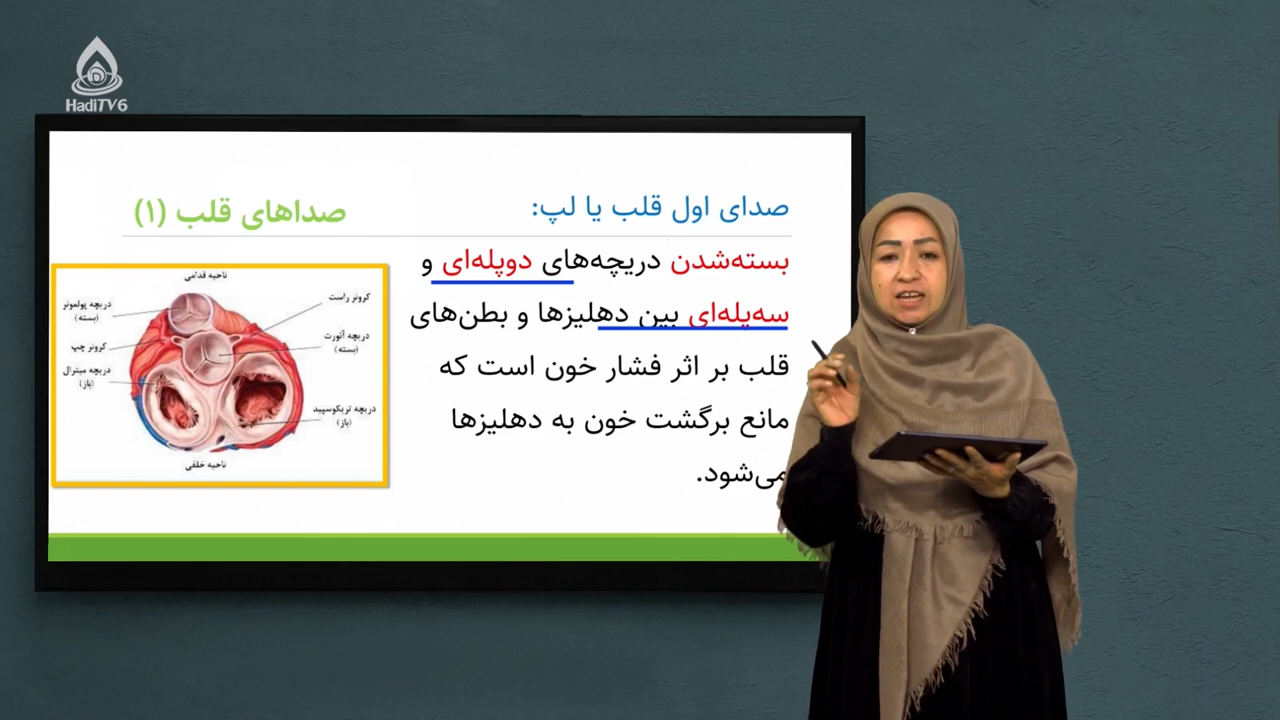 HadiTV6
صداهای قلب (۱)
صدای اول قلب یا لپ:
بسته‌شدن دریچه‌های دوپله‌ای و
سه‌پله‌ای بین دهلیزها و بطن‌های
قلب بر اثر فشار خون است که
مانع برگشت خون به دهلیزها
می‌شود.
ناحیه قدامی
کرونر راست
دریچه پولمونر
(بسته)
دریچه آئورت
(بسته)
کرونر چپ
دریچه میترال
(باز)
دریچه تریکوسپید
(باز)
ناحیه خلفی